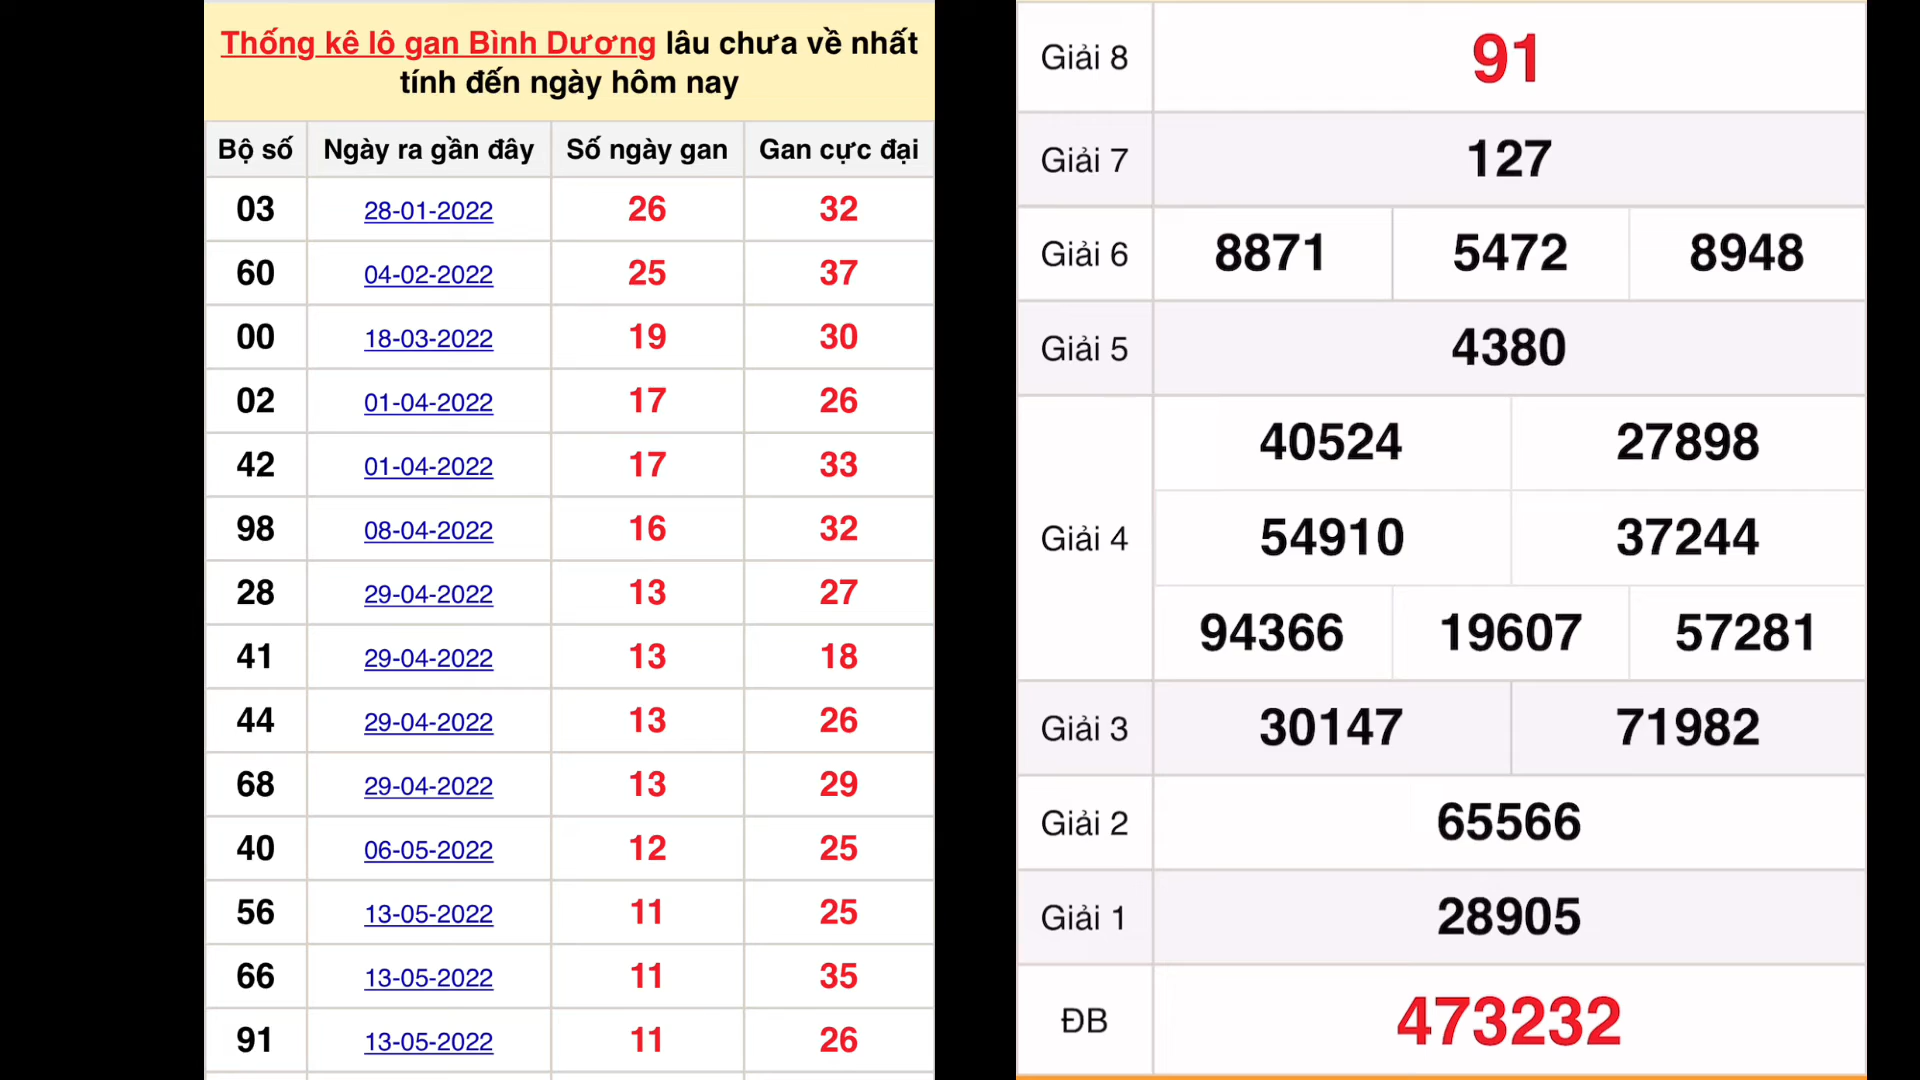 Thống kê lô gan Bình Dương lâu chưa về nhất
tính đến ngày hôm nay
Bộ số Ngày ra gần đây Số ngày gan Gan cực đại
03 28-01-2022 26 32
60 04-02-2022 25 37
00 18-03-2022 19 30
02 01-04-2022 17 26
42 01-04-2022 17 33
98 08-04-2022 16 32
28 29-04-2022 13 27
41 29-04-2022 13 18
44 29-04-2022 13 26
68 29-04-2022 13 29
40 06-05-2022 12 25
56 13-05-2022 11 25
66 13-05-2022 11 35
91 13-05-2022 11 26
Giải 8 91
Giải 7 127
Giải 6 8871 5472 8948
Giải 5 4380
Giải 4 40524 27898
54910 37244
94366 19607 57281
Giải 3 30147 71982
Giải 2 65566
Giải 1 28905
ĐB 473232